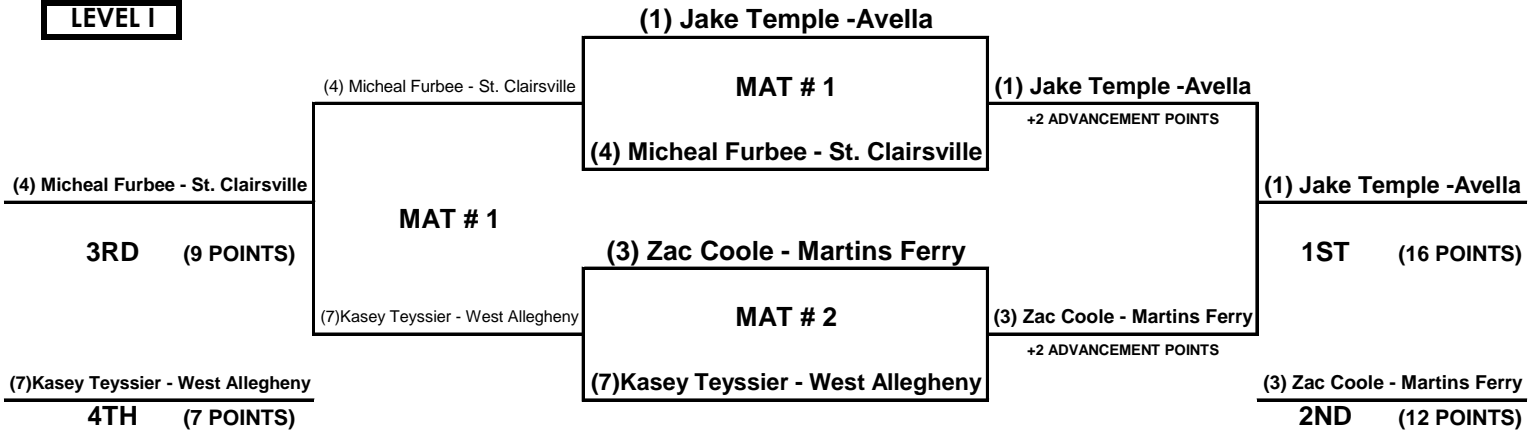 LEVEL I
(1) Jake Temple -Avella
(4) Micheal Furbee - St. Clairsville
MAT # 1
(1) Jake Temple -Avella
+2 ADVANCEMENT POINTS
(4) Micheal Furbee - St. Clairsville
(4) Micheal Furbee - St. Clairsville
(1) Jake Temple -Avella
MAT # 1
3RD (9 POINTS)
(3) Zac Coole - Martins Ferry
1ST (16 POINTS)
(7)Kasey Teyssier - West Allegheny
MAT # 2
(3) Zac Coole - Martins Ferry
+2 ADVANCEMENT POINTS
(7)Kasey Teyssier - West Allegheny
(7)Kasey Teyssier - West Allegheny
(3) Zac Coole - Martins Ferry
4TH (7 POINTS)
2ND (12 POINTS)